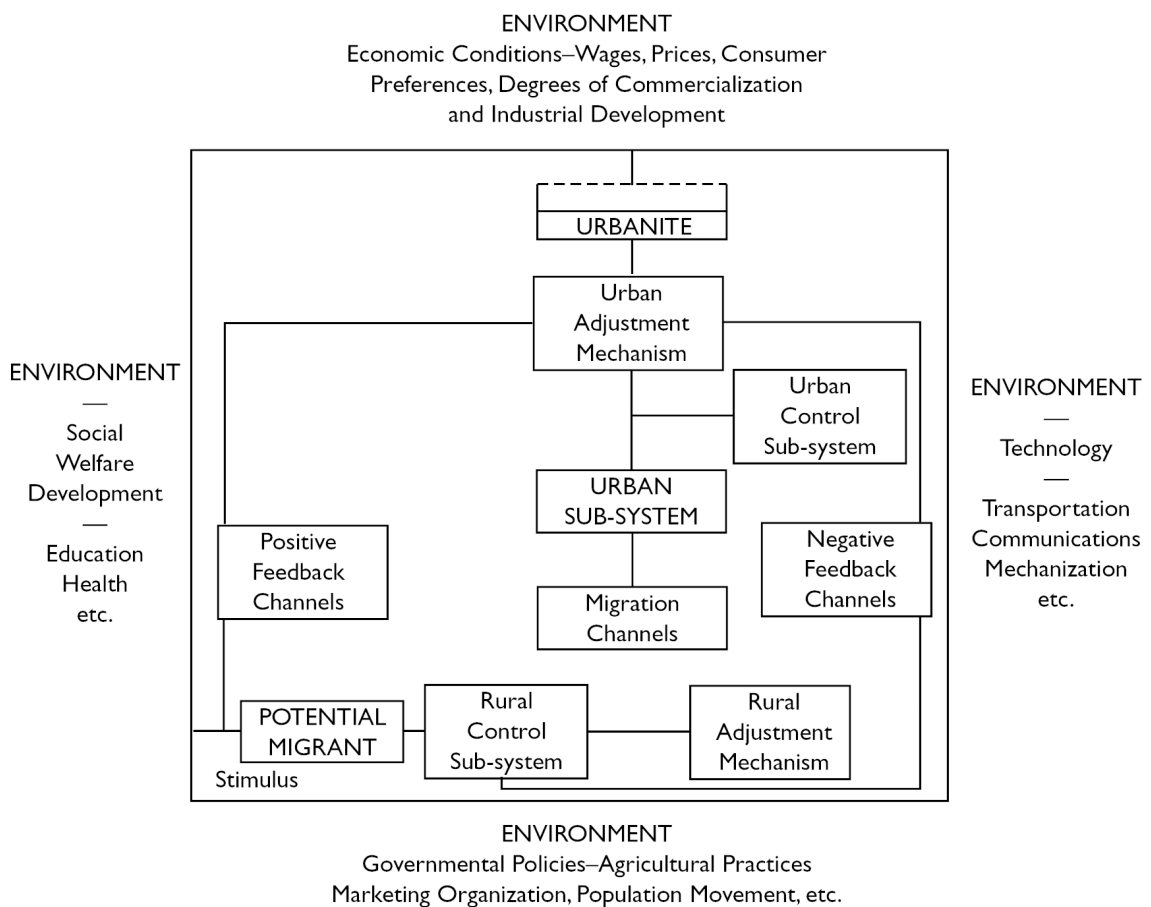 ENVIRONMENT
Economic Conditions–Wages, Prices, Consumer
Preferences, Degrees of Commercialization
and Industrial Development
URBANITE
Urban
Adjustment
Mechanism
ENVIRONMENT
—
Social
Welfare
Development
—
Education
Health
etc.
Urban
Control
Sub-system
ENVIRONMENT
—
Technology
—
Transportation
Communications
Mechanization
etc.
URBAN
SUB-SYSTEM
Positive
Feedback
Channels
Negative
Feedback
Channels
Migration
Channels
POTENTIAL
MIGRANT
Rural
Control
Sub-system
Rural
Adjustment
Mechanism
Stimulus
ENVIRONMENT
Governmental Policies–Agricultural Practices
Marketing Organization, Population Movement, etc.